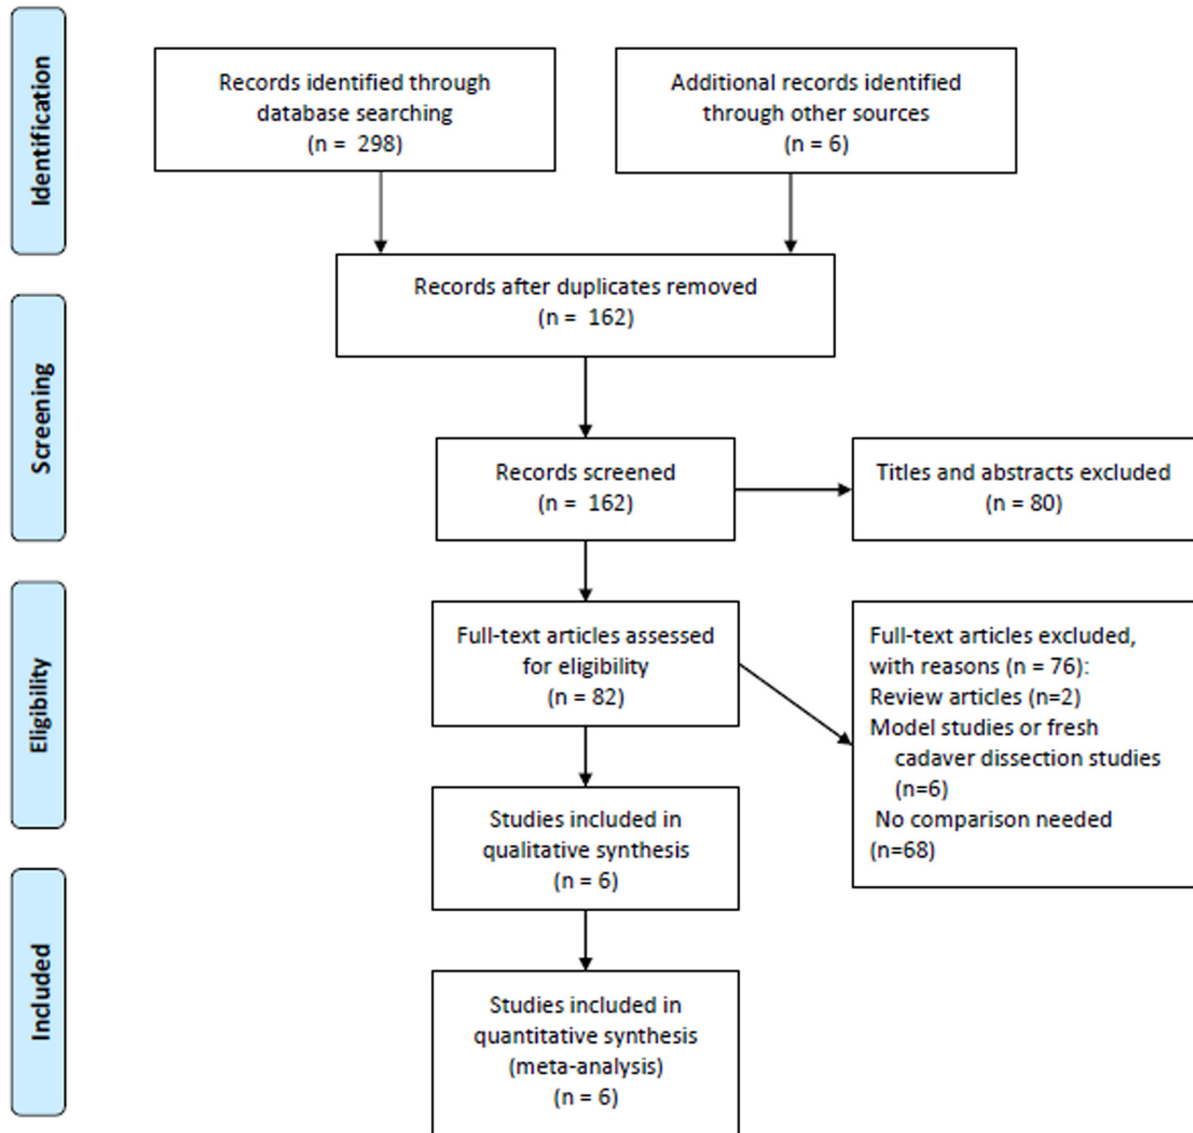 Identification
Records identified through
database searching
(n = 298)
Additional records identified
through other sources
(n = 6)
Records after duplicates removed
(n = 162)
Screening
Records screened
(n = 162)
Titles and abstracts excluded
(n = 80)
Eligibility
Full-text articles assessed
for eligibility
(n = 82)
Full-text articles excluded,
with reasons (n = 76):
Review articles (n=2)
Model studies or fresh
cadaver dissection studies
(n=6)
No comparison needed
(n=68)
Studies included in
qualitative synthesis
(n = 6)
Included
Studies included in
quantitative synthesis
(meta-analysis)
(n = 6)